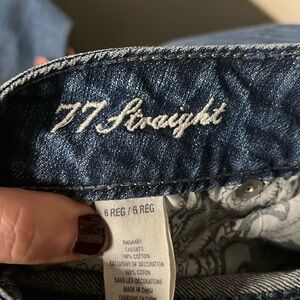 77 Straight
6 REG / 6 RÉG
100% COTTON
EXCLUSIVE OF DECORATION
100% COTON
SANS LES DÉCORATIONS
MADE IN CHINA